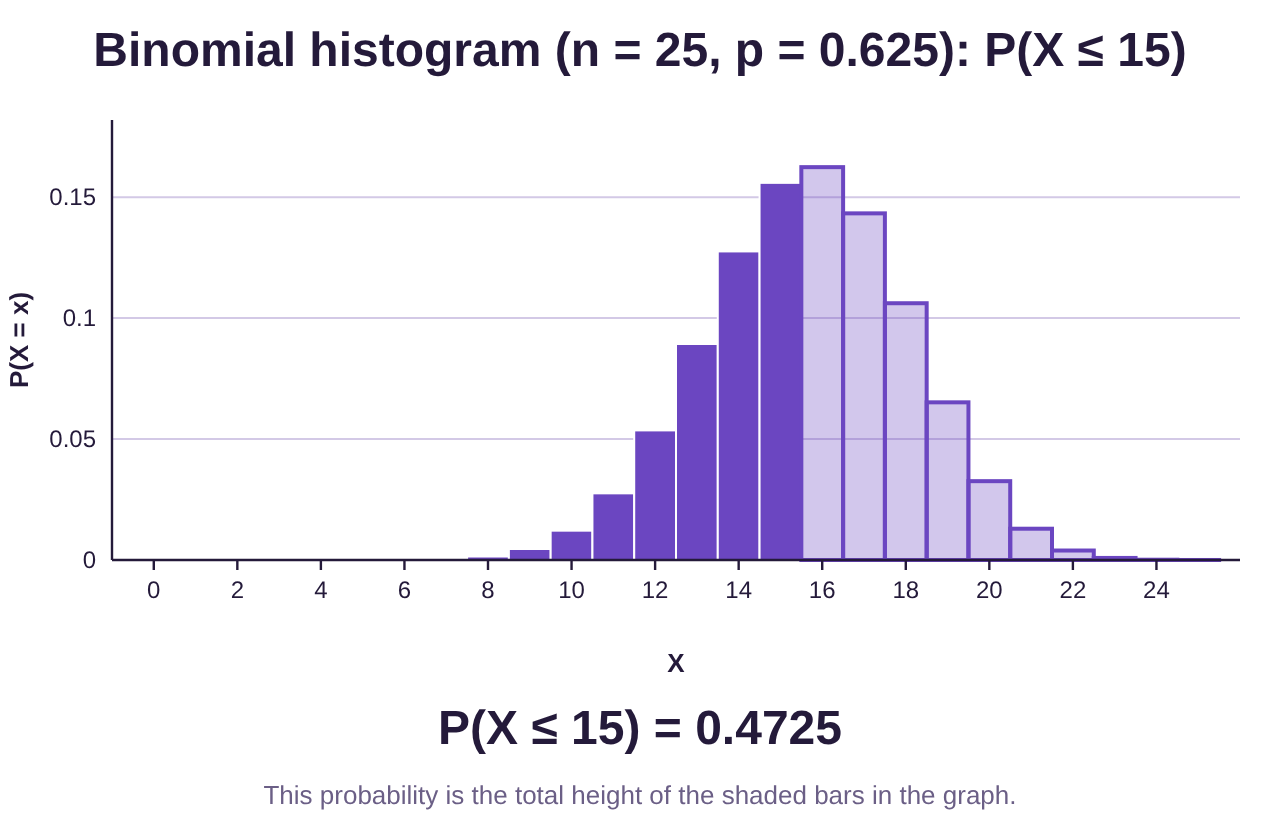 Binomial histogram (n = 25, p = 0.625): P(X ≤ 15)
P(X = x)
0.15
0.1
0.05
0
0 2 4 6 8 10 12 14 16 18 20 22 24
X
P(X ≤ 15) = 0.4725
This probability is the total height of the shaded bars in the graph.